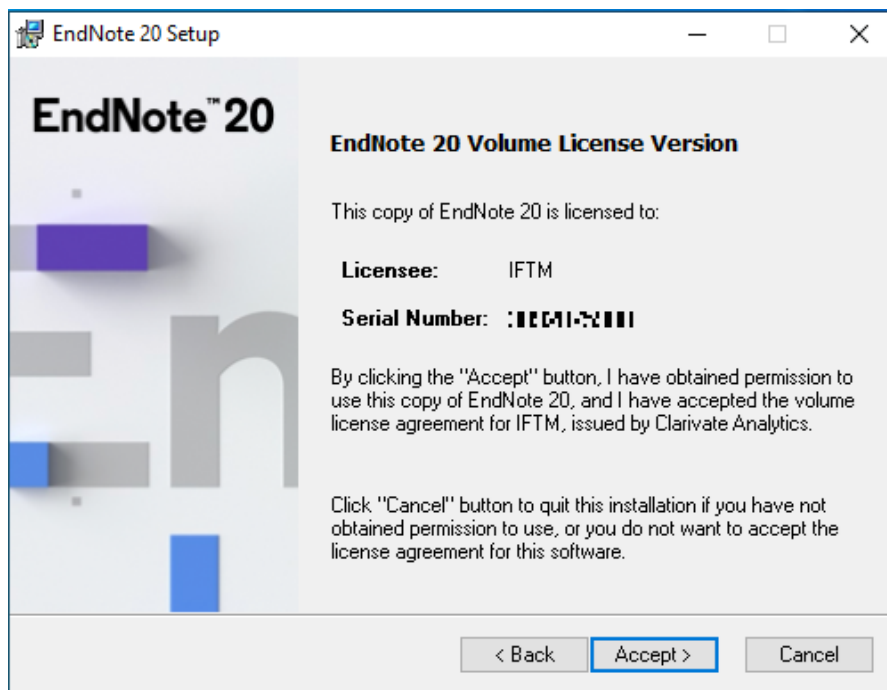 EndNote 20 Setup
EndNote™20
EndNote 20 Volume License Version
This copy of EndNote 20 is licensed to:
Licensee: IFTM
Serial Number:
By clicking the "Accept" button, I have obtained permission to
use this copy of EndNote 20, and I have accepted the volume
license agreement for IFTM, issued by Clarivate Analytics.
Click "Cancel" button to quit this installation if you have not
obtained permission to use, or you do not want to accept the
license agreement for this software.
En
< Back Accept > Cancel